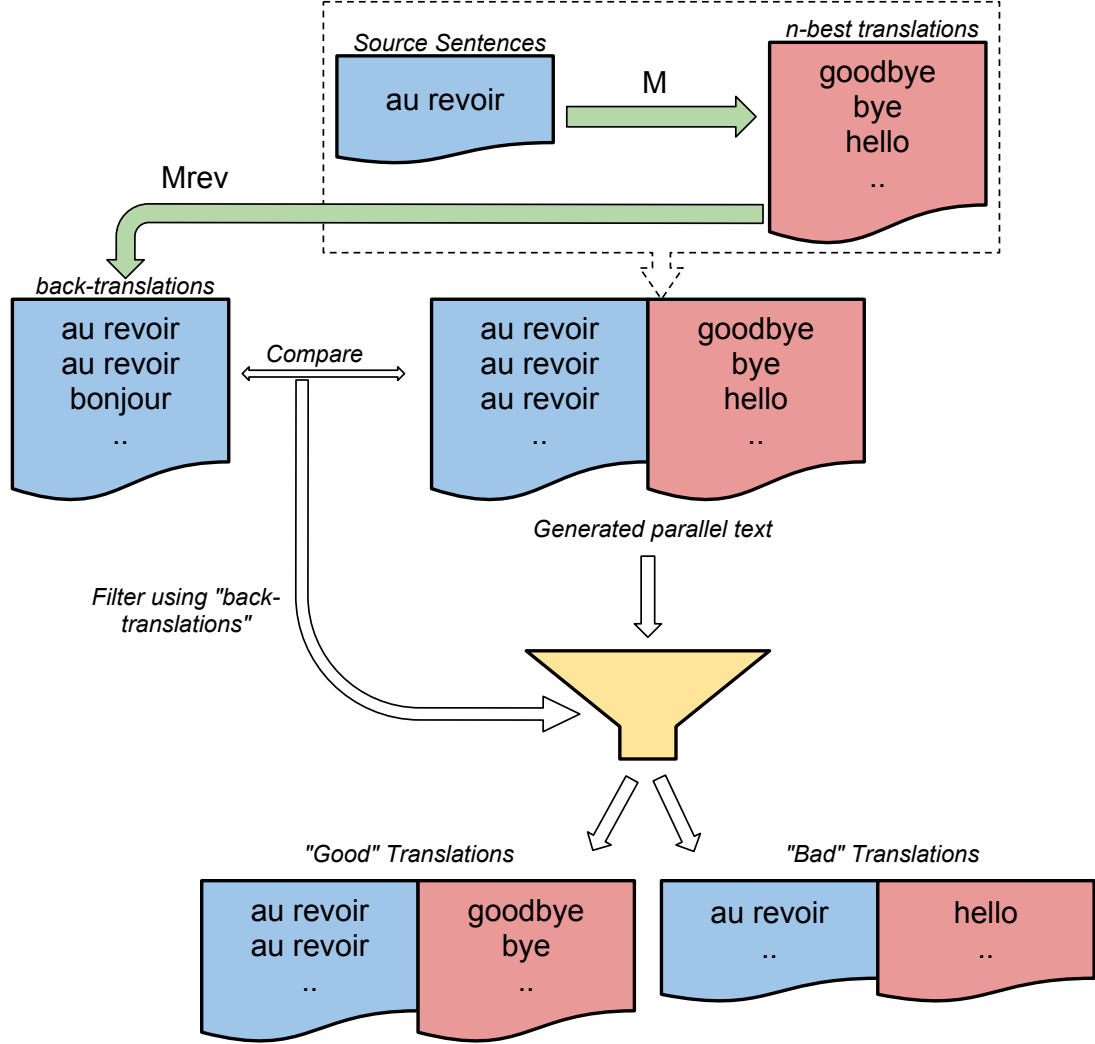 Source Sentences
au revoir
M
n-best translations
goodbye
bye
hello
..
Mrev
back-translations
au revoir
au revoir
bonjour
..
Compare
au revoir
au revoir
au revoir
..
goodbye
bye
hello
..
Generated parallel text
Filter using "back-
translations"
"Good" Translations
au revoir
au revoir
..
goodbye
bye
..
"Bad" Translations
au revoir
..
hello
..